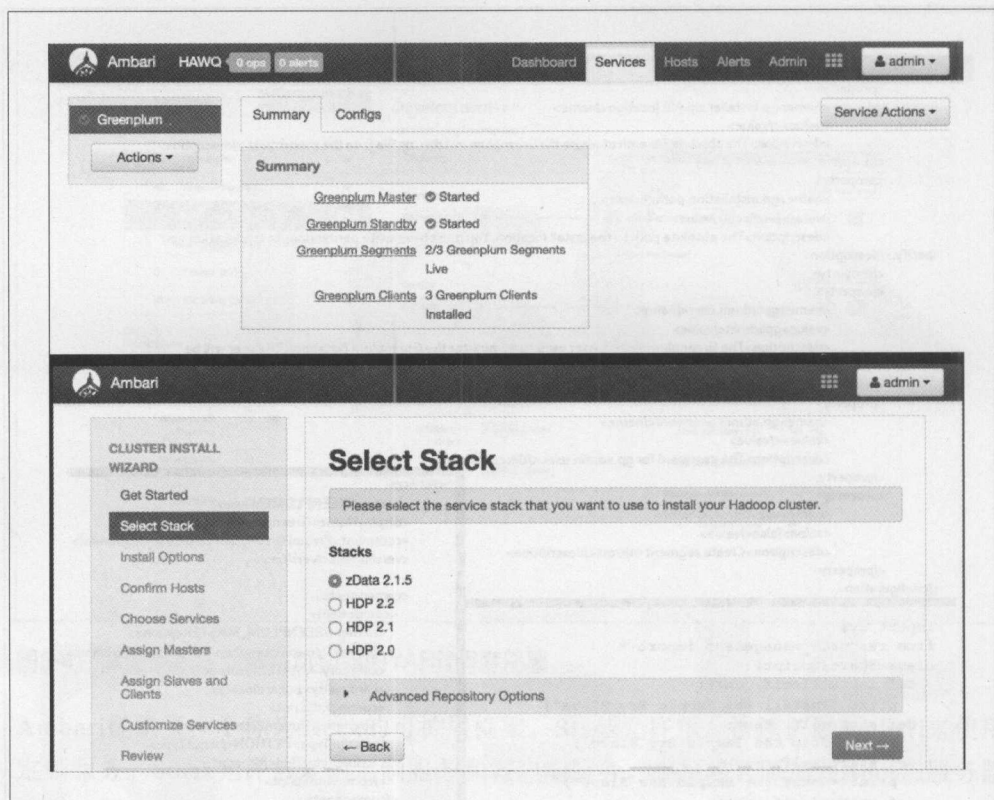 Ambari HAWQ 0 ops 0 alerts Dashboard Services Hosts Alerts Admin admin
Greenplum
Actions
Summary Configs
Service Actions
Summary
Greenplum Master Started
Greenplum Standby Started
Greenplum Segments 2/3 Greenplum Segments
Live
Greenplum Clients 3 Greenplum Clients
Installed
Ambari admin
CLUSTER INSTALL
WIZARD
Get Started
Select Stack
Install Options
Confirm Hosts
Choose Services
Assign Masters
Assign Slaves and
Clients
Customize Services
Review
Select Stack
Please select the service stack that you want to use to install your Hadoop cluster.
Stacks
zData 2.1.5
HDP 2.2
HDP 2.1
HDP 2.0
Advanced Repository Options
← Back
Next →